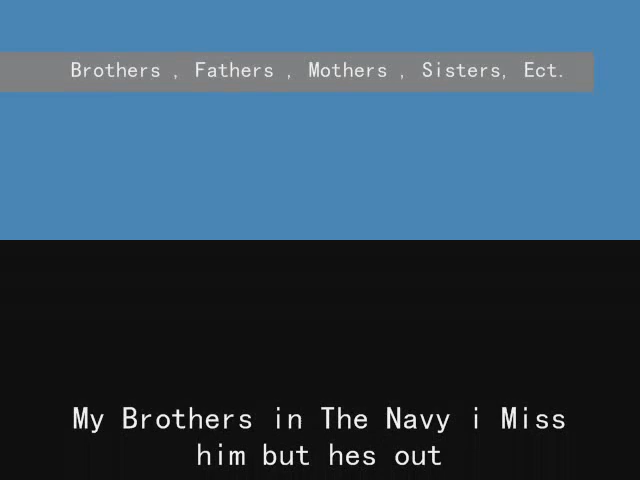 Brothers , Fathers , Mothers , Sisters, Ect.
My Brothers in The Navy i Miss
him but hes out